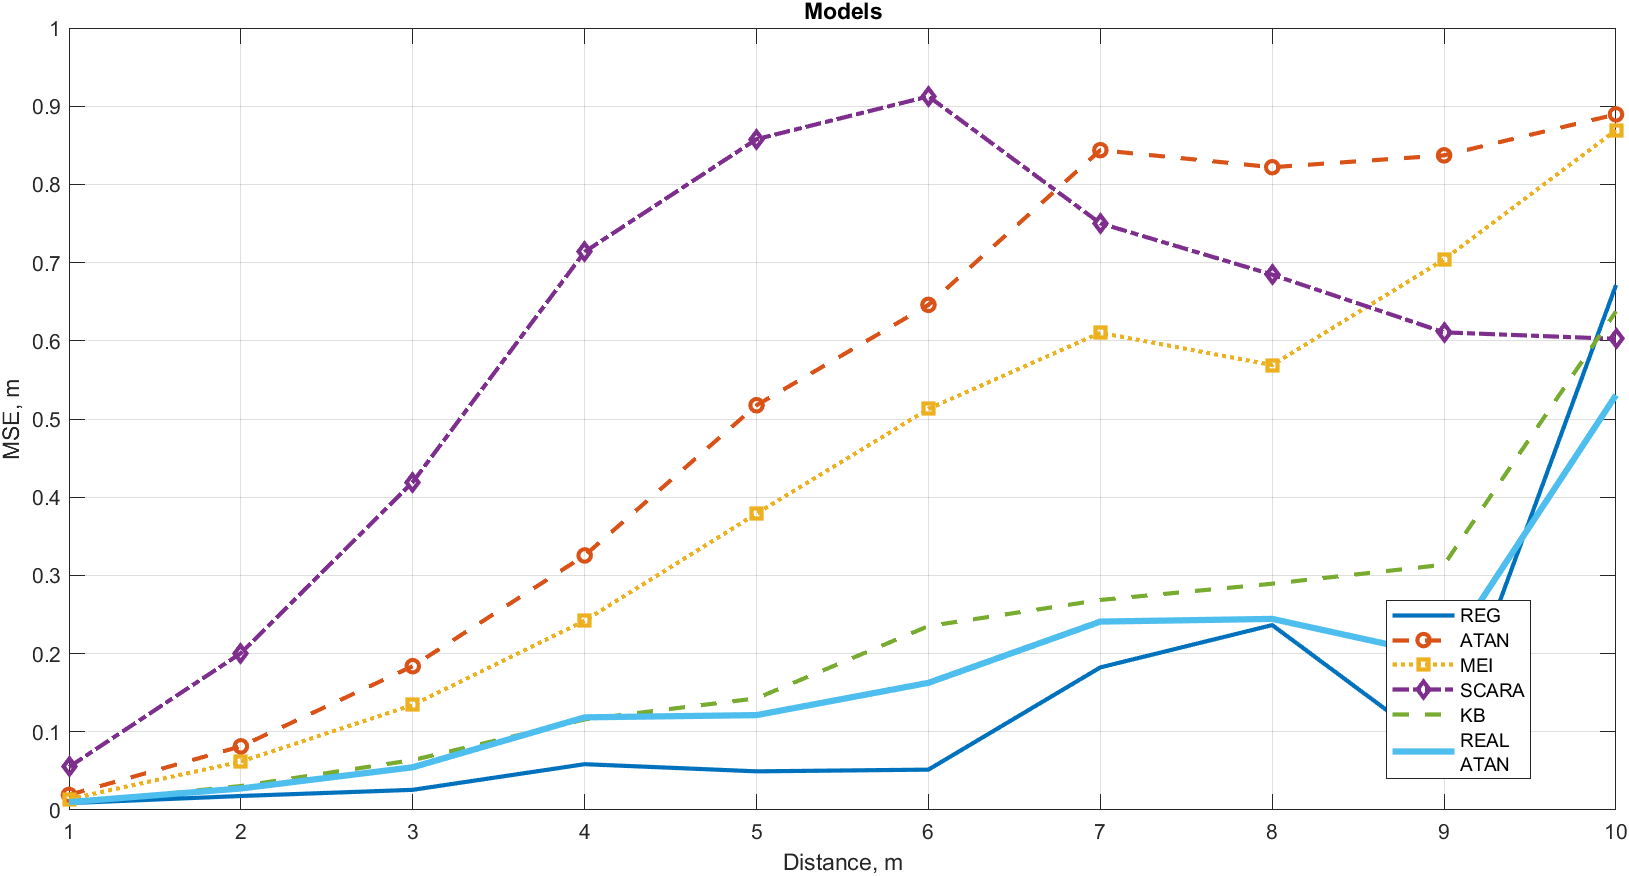 Models
1
0.9
0.8
0.7
0.6
0.5
0.4
0.3
0.2
0.1
0
MSE, m
REG
ATAN
MEI
SCARA
KB
REAL
ATAN
1 2 3 4 5 6 7 8 9 10
Distance, m